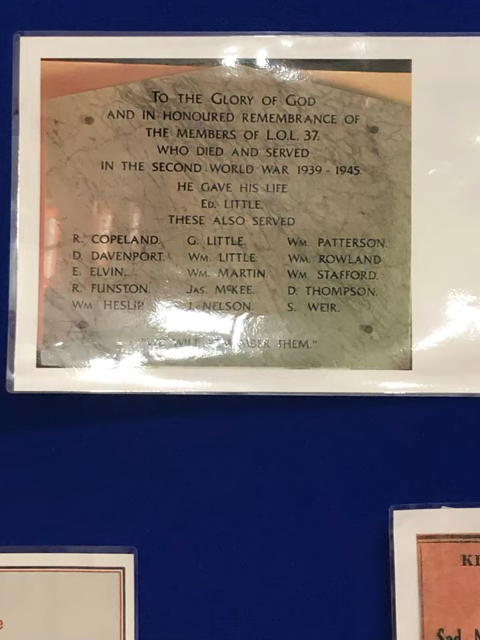 TO THE GLORY OF GOD
AND IN HONOURED REMEMBRANCE OF
THE MEMBERS OF L.O.L. 37.
WHO DIED AND SERVED
IN THE SECOND WORLD WAR 1939 - 1945.
HE GAVE HIS LIFE
ED. LITTLE.
THESE ALSO SERVED
R. COPELAND. G. LITTLE. WM. PATTERSON.
D. DAVENPORT. WM. LITTLE. WM. ROWLAND
E. ELVIN. WM. MARTIN. WM. STAFFORD.
R. FUNSTON. JAS. McKEE. D. THOMPSON.
WM HESLIP. NELSON. S. WEIR.
"WE WILL REMEMBER THEM."